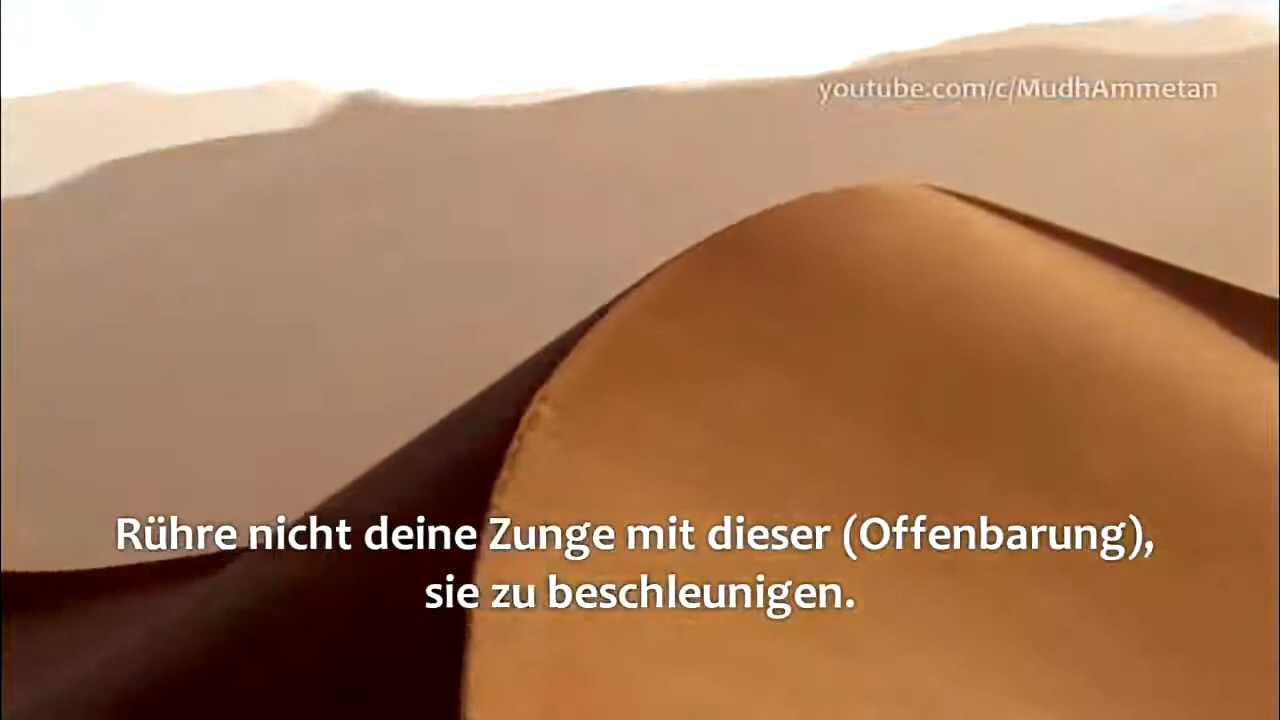 youtube.com/c/MudhAmmetan
Rühre nicht deine Zunge mit dieser (Offenbarung),
sie zu beschleunigen.